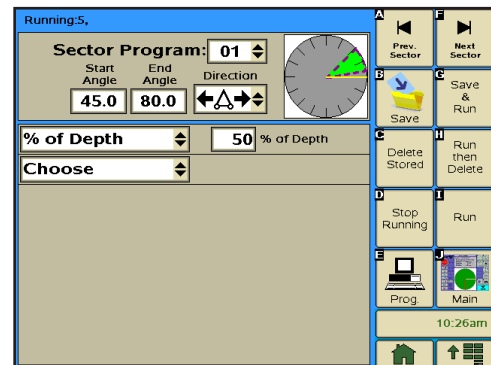 Running:5,
Sector Program: 01
Start Angle
End Angle
Direction
45.0
80.0
% of Depth
50 % of Depth
Choose
A
Prev. Sector
F
Next Sector
B
Save
G
Save & Run
C
Delete Stored
H
Run then Delete
D
Stop Running
I
Run
E
Prog.
J
Main
10:26am